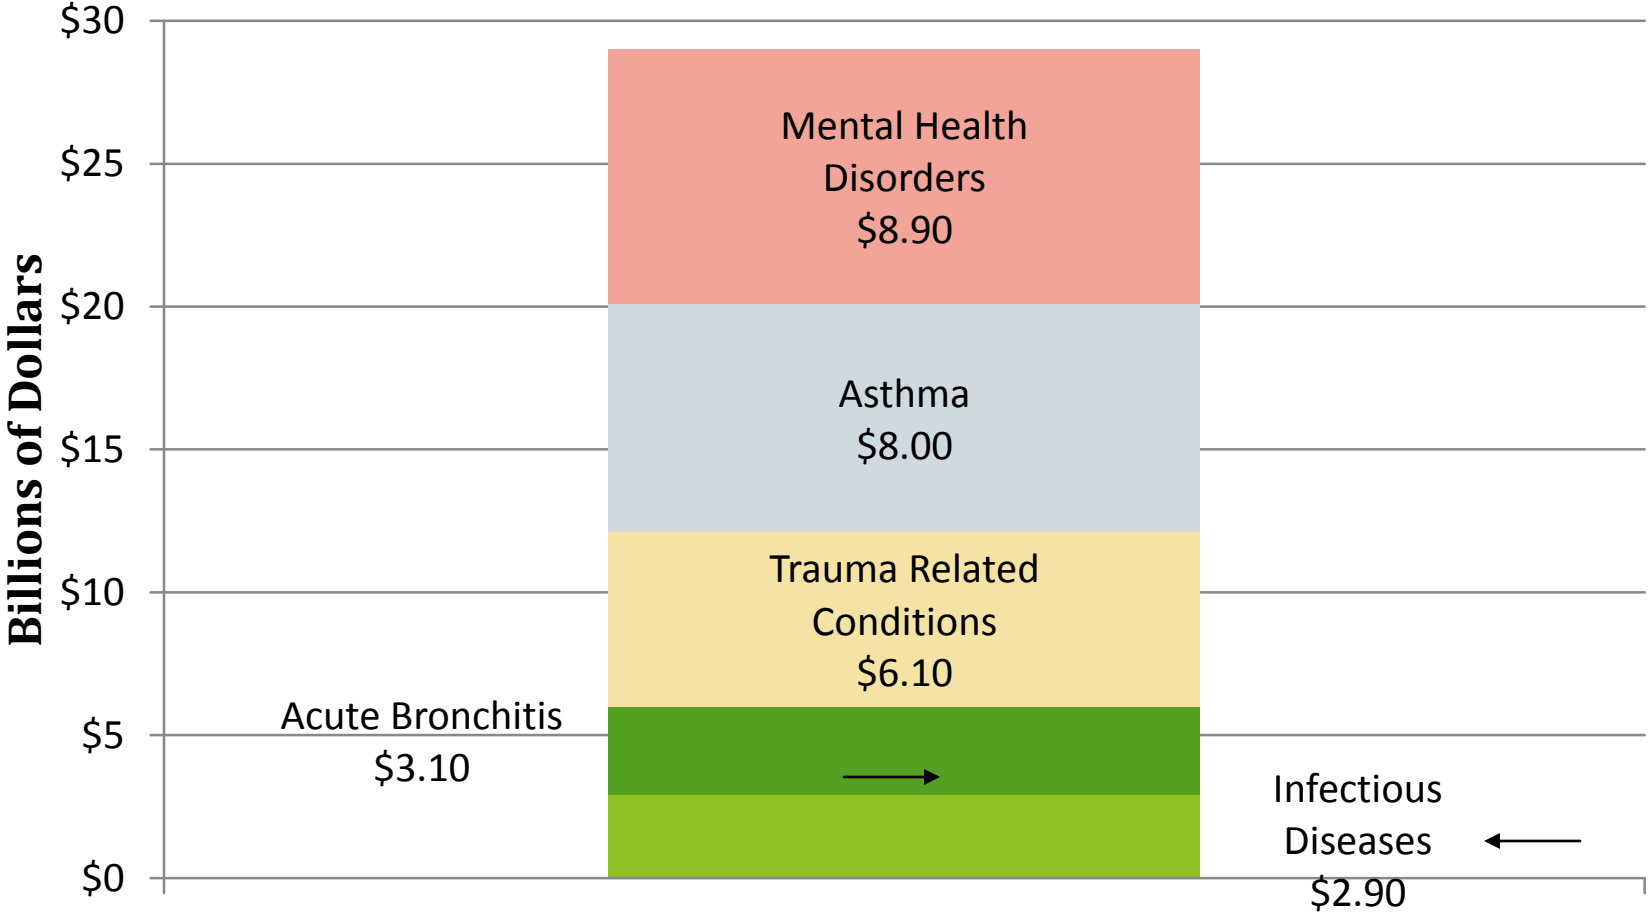 $30
$25
$20
$15
$10
$5
$0
Billions of Dollars
Mental Health
Disorders
$8.90
Asthma
$8.00
Trauma Related
Conditions
$6.10
Acute Bronchitis
$3.10
Infectious
Diseases
$2.90